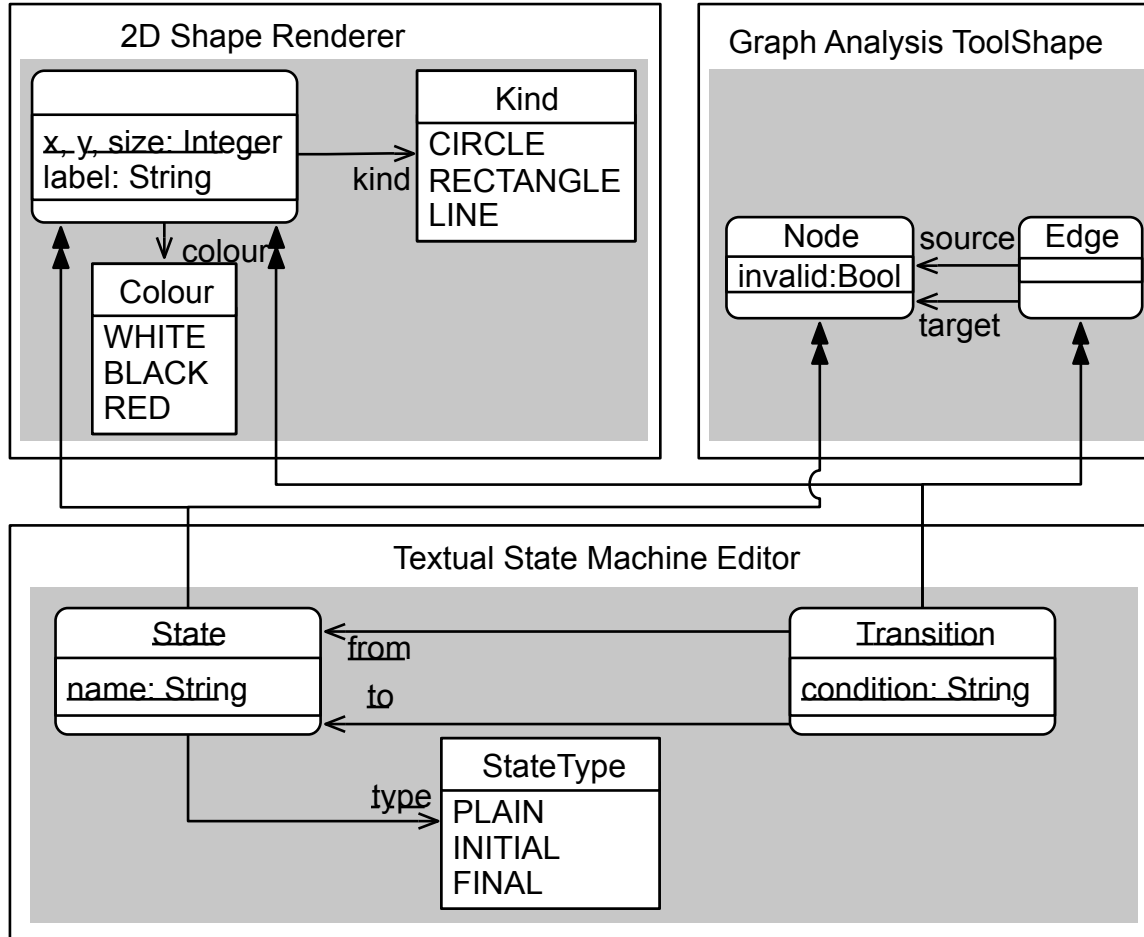 2D Shape Renderer
x, y, size: Integer
label: String
kind
Kind
CIRCLE
RECTANGLE
LINE
colour
Colour
WHITE
BLACK
RED
Graph Analysis ToolShape
Node
invalid:Bool
source
target
Edge
Textual State Machine Editor
State
name: String
from
to
Transition
condition: String
type
StateType
PLAIN
INITIAL
FINAL